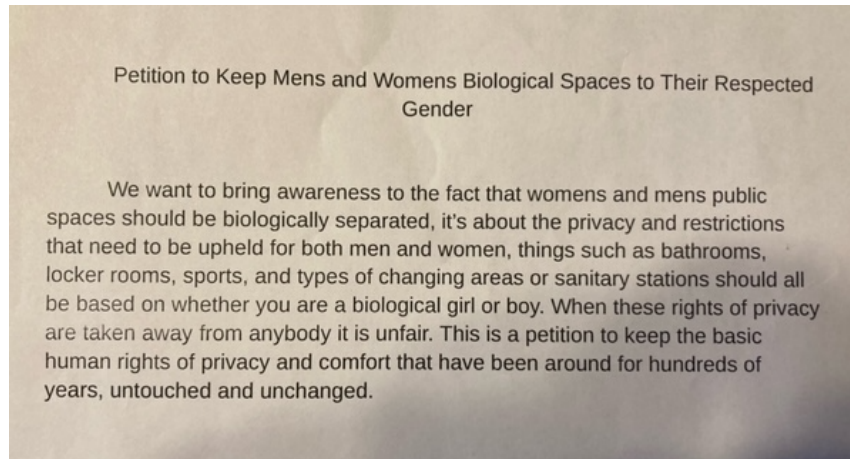 Petition to Keep Mens and Womens Biological Spaces to Their Respected
Gender
We want to bring awareness to the fact that womens and mens public
spaces should be biologically separated, it's about the privacy and restrictions
that need to be upheld for both men and women, things such as bathrooms,
locker rooms, sports, and types of changing areas or sanitary stations should all
be based on whether you are a biological girl or boy. When these rights of privacy
are taken away from anybody it is unfair. This is a petition to keep the basic
human rights of privacy and comfort that have been around for hundreds of
years, untouched and unchanged.